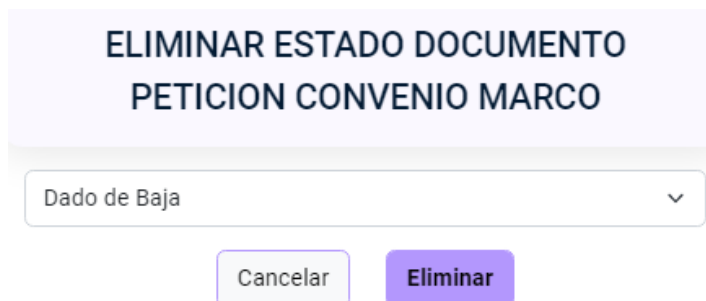 ELIMINAR ESTADO DOCUMENTO
PETICION CONVENIO MARCO
Dado de Baja
Cancelar Eliminar